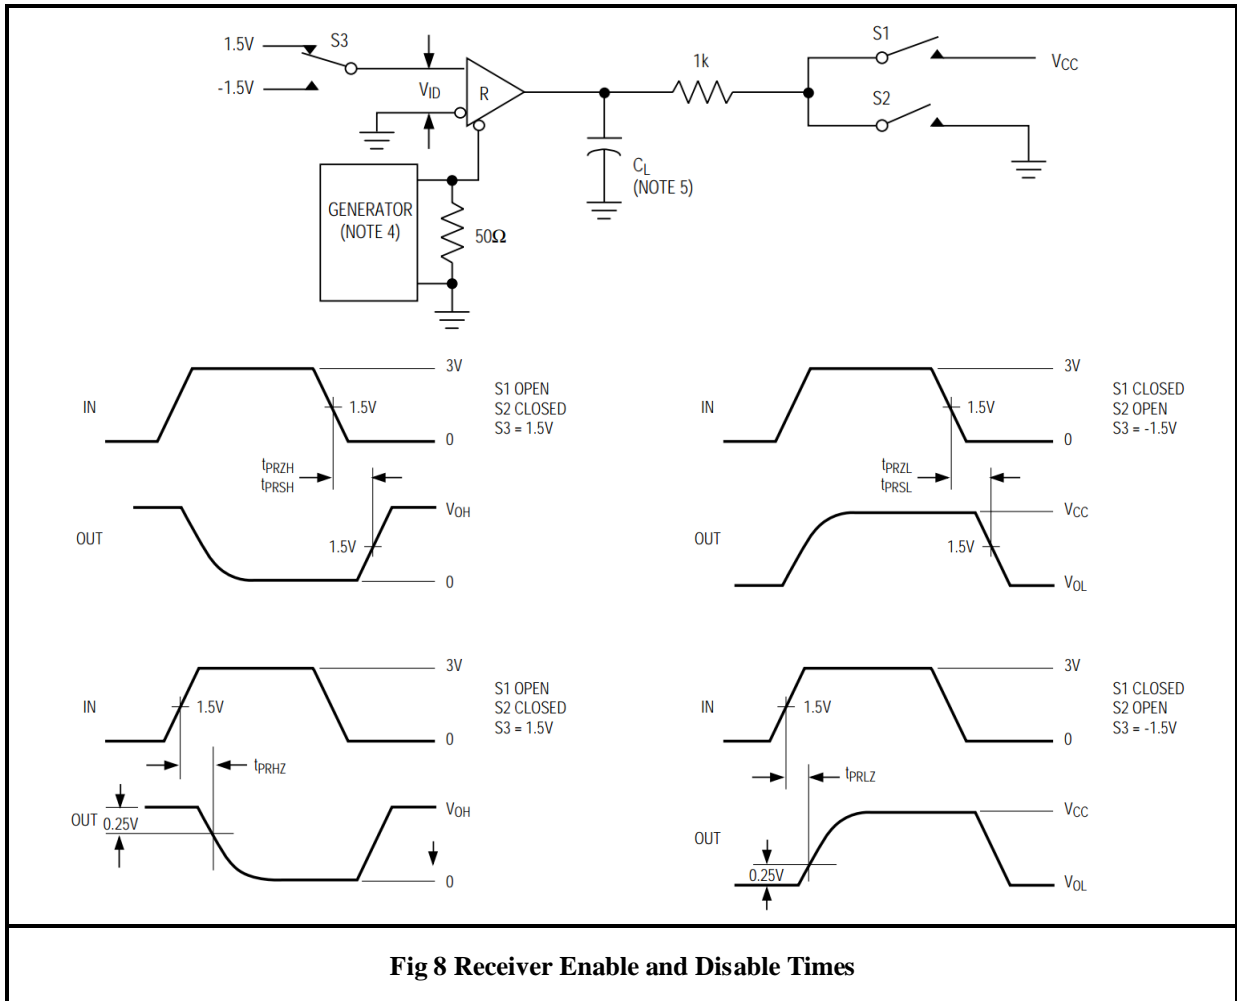 1.5V
S3
-1.5V
VID
R
1k
S1
VCC
S2
CL
(NOTE 5)
GENERATOR
(NOTE 4)
50Ω
IN
3V
1.5V
0
S1 OPEN
S2 CLOSED
S3 = 1.5V
tPRZH
tPRSH
OUT
VOH
1.5V
0
IN
3V
1.5V
0
S1 CLOSED
S2 OPEN
S3 = -1.5V
tPRZL
tPRSL
OUT
VCC
1.5V
VOL
IN
3V
1.5V
0
S1 OPEN
S2 CLOSED
S3 = 1.5V
tPRHZ
OUT
0.25V
VOH
0
IN
3V
1.5V
0
S1 CLOSED
S2 OPEN
S3 = -1.5V
tPRLZ
OUT
VCC
0.25V
VOL
Fig 8 Receiver Enable and Disable Times